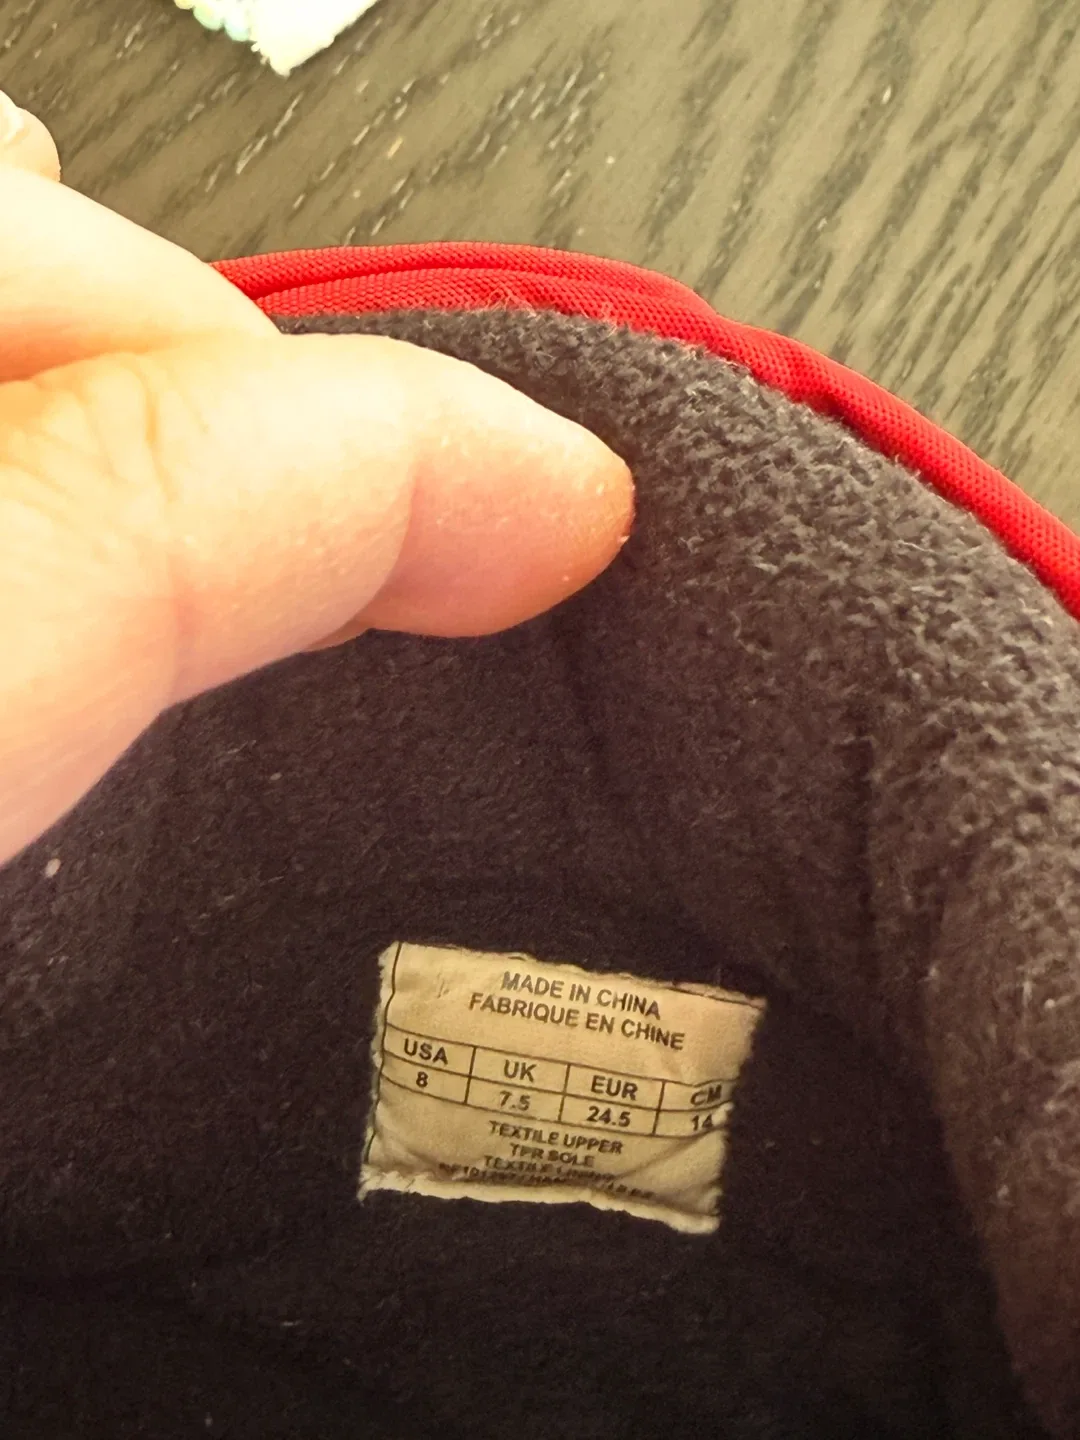 MADE IN CHINA
FABRIQUE EN CHINE
USA UK EUR CM
8 7.5 24.5 14
TEXTILE UPPER
TPR SOLE
TEXTILE